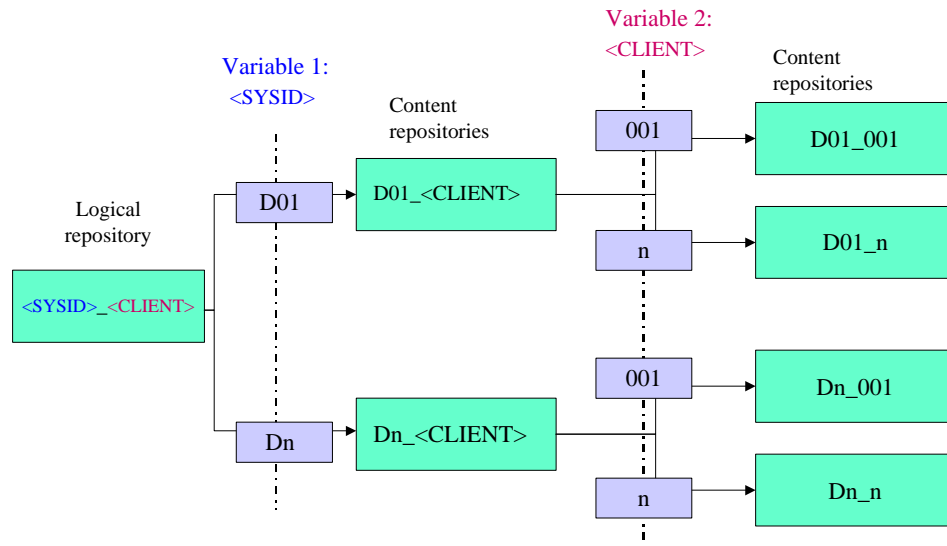 Variable 1:
<SYSID>
Variable 2:
<CLIENT>
Content
repositories
Content
repositories
Logical
repository
<SYSID>_<CLIENT>
D01
D01_<CLIENT>
001
D01_001
n
D01_n
Dn
Dn_<CLIENT>
001
Dn_001
n
Dn_n